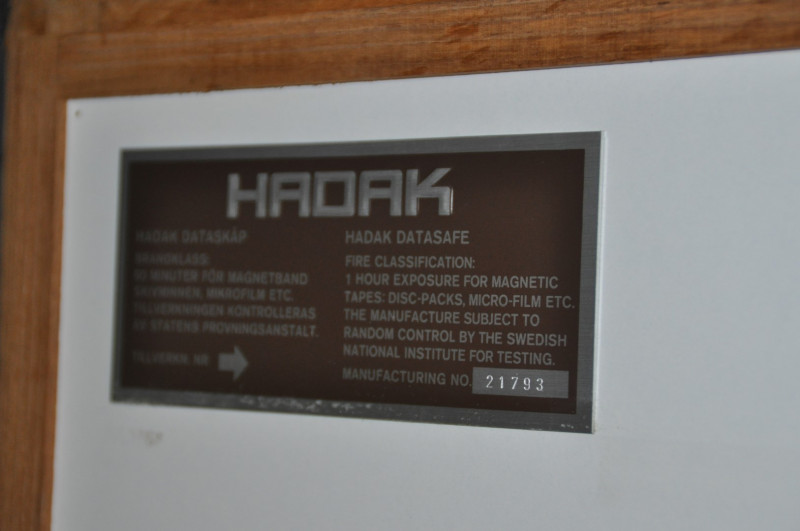 HADAK
HADAK DATASKÅP
BRANDKLASS:
60 MINUTER FÖR MAGNETBAND
SKIVMINNEN, MIKROFILM ETC.
TILLVERKNINGEN KONTROLLERAS
AV STATENS PROVNINGSANSTALT.
TILLVERKN. NR
HADAK DATASAFE
FIRE CLASSIFICATION:
1 HOUR EXPOSURE FOR MAGNETIC
TAPES: DISC-PACKS, MICRO-FILM ETC.
THE MANUFACTURE SUBJECT TO
RANDOM CONTROL BY THE SWEDISH
NATIONAL INSTITUTE FOR TESTING.
MANUFACTURING NO. 21793